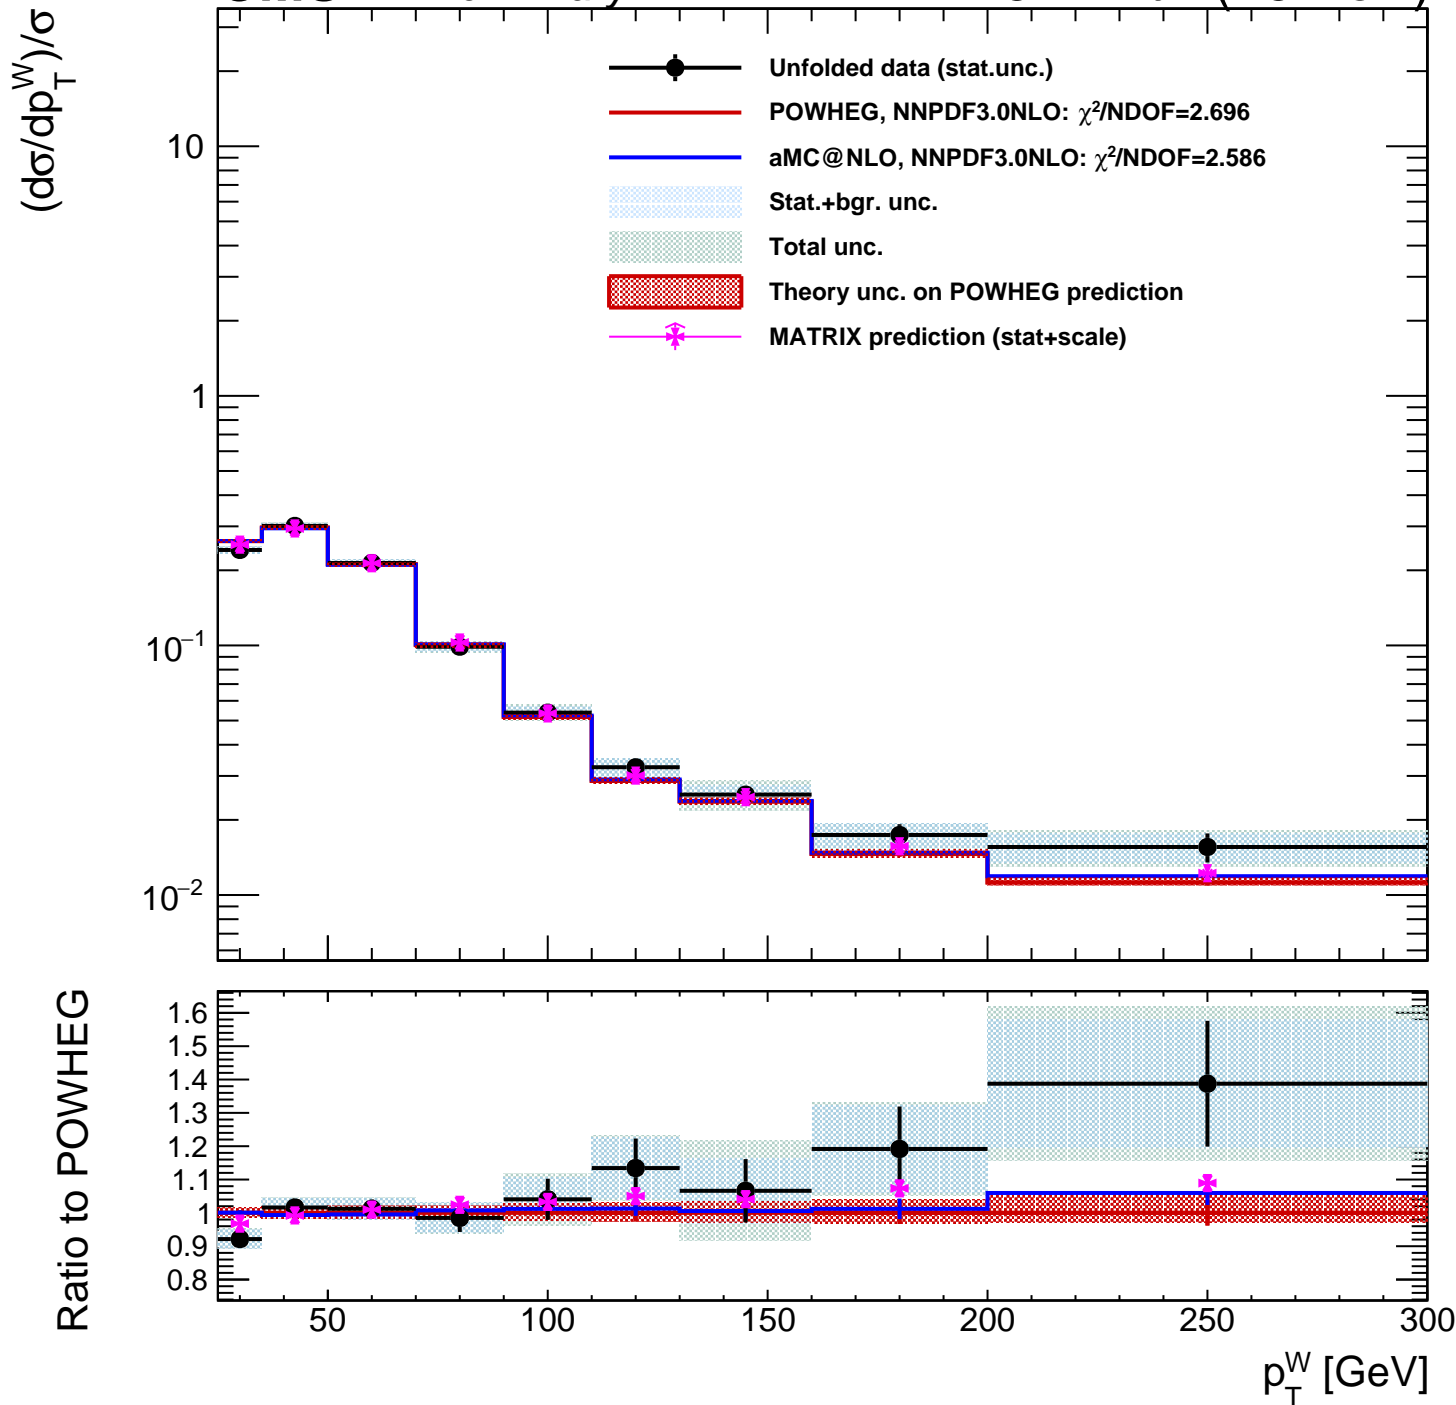 (dσ/dp_T^W)/σ
Unfolded data (stat.unc.)
POWHEG, NNPDF3.0NLO: χ²/NDOF=2.696
aMC@NLO, NNPDF3.0NLO: χ²/NDOF=2.586
Stat.+bgr. unc.
Total unc.
Theory unc. on POWHEG prediction
MATRIX prediction (stat+scale)
10
1
10⁻¹
10⁻²
Ratio to POWHEG
1.6
1.5
1.4
1.3
1.2
1.1
1
0.9
0.8
50 100 150 200 250 300
p_T^W [GeV]